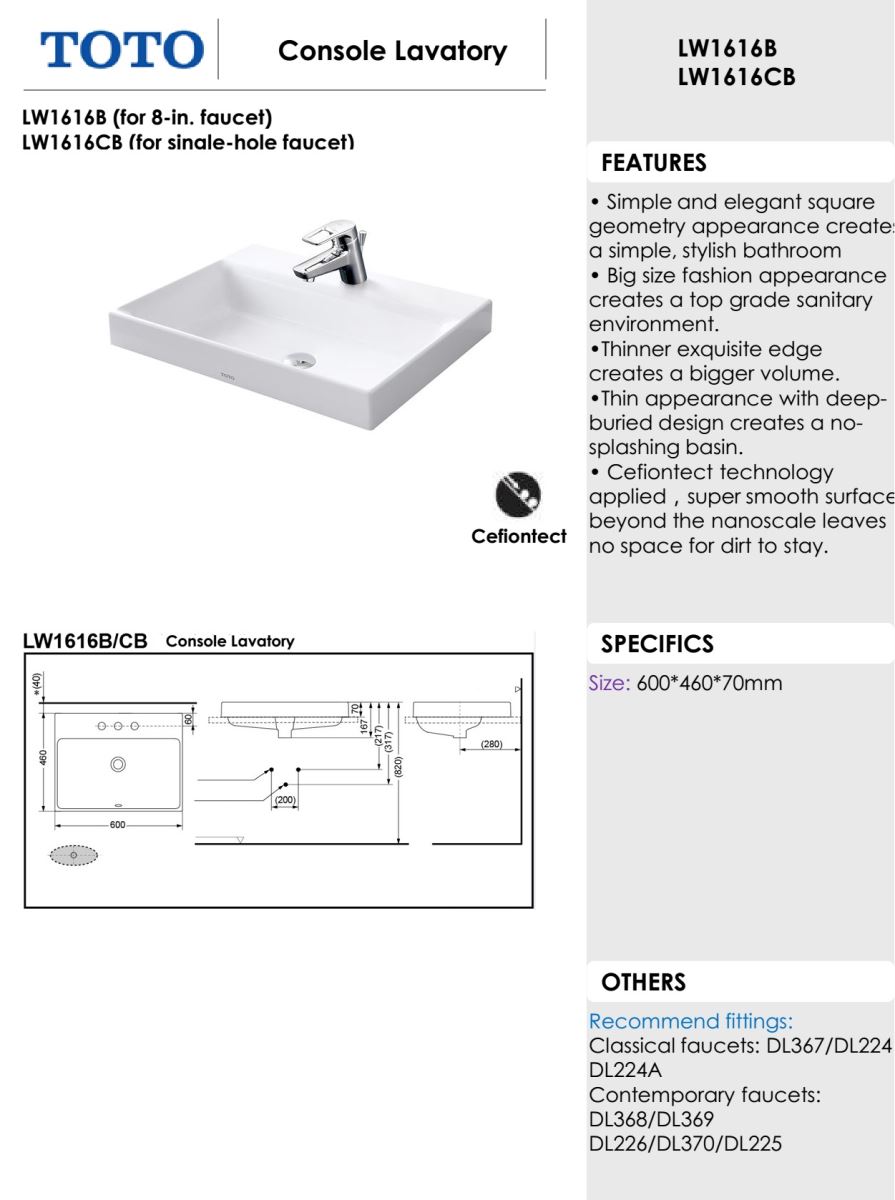 TOTO
Console Lavatory
LW1616B
LW1616CB
LW1616B (for 8-in. faucet)
LW1616CB (for single-hole faucet)
TOTO
Cefiontect
FEATURES
• Simple and elegant square
geometry appearance creates
a simple, stylish bathroom
• Big size fashion appearance
creates a top grade sanitary
environment.
•Thinner exquisite edge
creates a bigger volume.
•Thin appearance with deep-
buried design creates a no-
splashing basin.
• Cefiontect technology
applied , super smooth surface
beyond the nanoscale leaves
no space for dirt to stay.
LW1616B/CB Console Lavatory
*(40)
60
460
600
70
167
(217)
(317)
(820)
(200)
(280)
SPECIFICS
Size: 600*460*70mm
OTHERS
Recommend fittings:
Classical faucets: DL367/DL224
DL224A
Contemporary faucets:
DL368/DL369
DL226/DL370/DL225